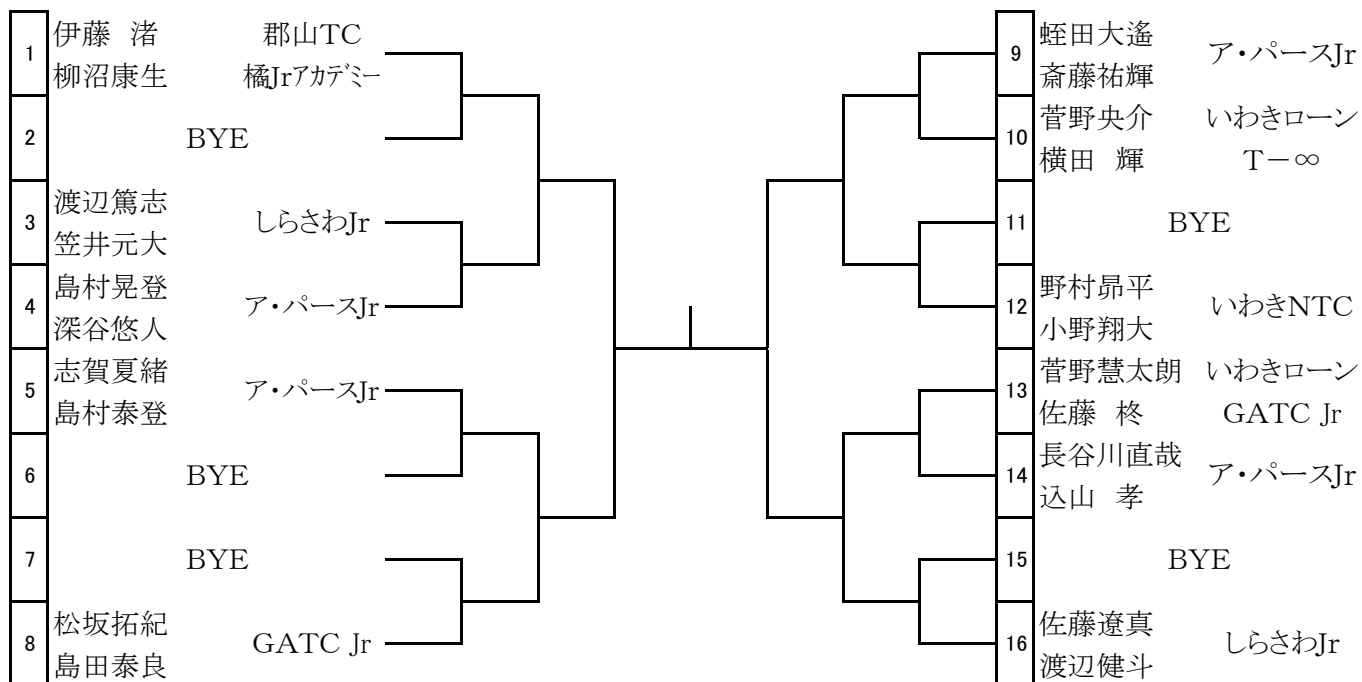 1
伊藤 渚 郡山TC
柳沼康生 橘Jrアカデミー
2 BYE
3
渡辺篤志
笠井元大
しらさわJr
4
島村晃登
深谷悠人
ア・パースJr
5
志賀夏緒
島村泰登
ア・パースJr
6 BYE
7 BYE
8
松坂拓紀
島田泰良
GATC Jr
9
蛭田大遙
斎藤祐輝
ア・パースJr
10
菅野央介 いわきローン
横田 輝 T－∞
11 BYE
12
野村昴平
小野翔大
いわきNTC
13
菅野慧太朗 いわきローン
佐藤 柊 GATC Jr
14
長谷川直哉
込山 孝
ア・パースJr
15 BYE
16
佐藤遼真
渡辺健斗
しらさわJr